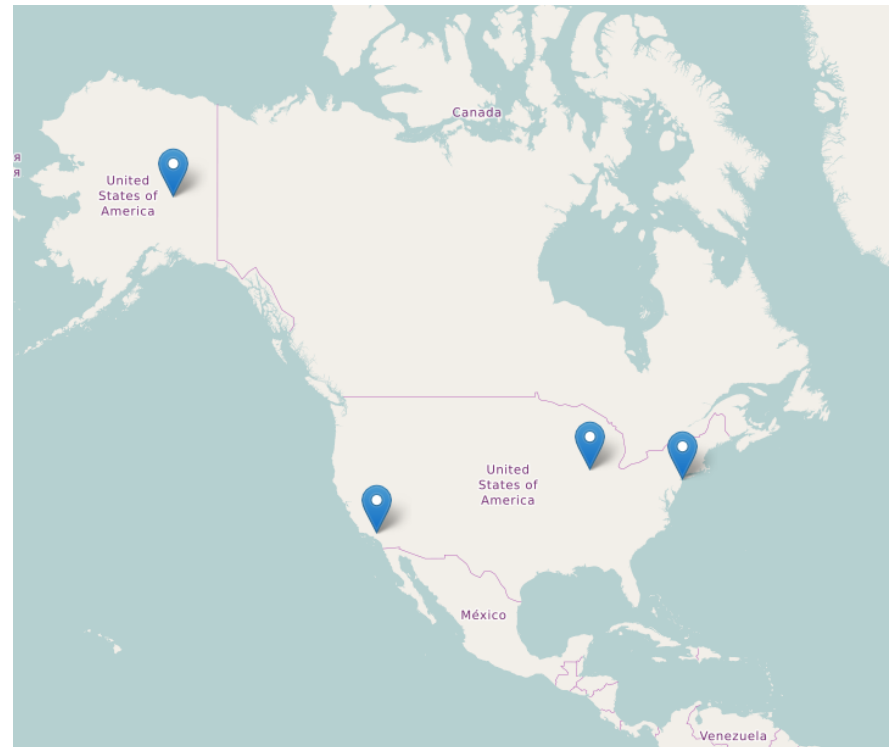 Canada
я
я
United
States of
America
United
States of
America
México
Venezuela